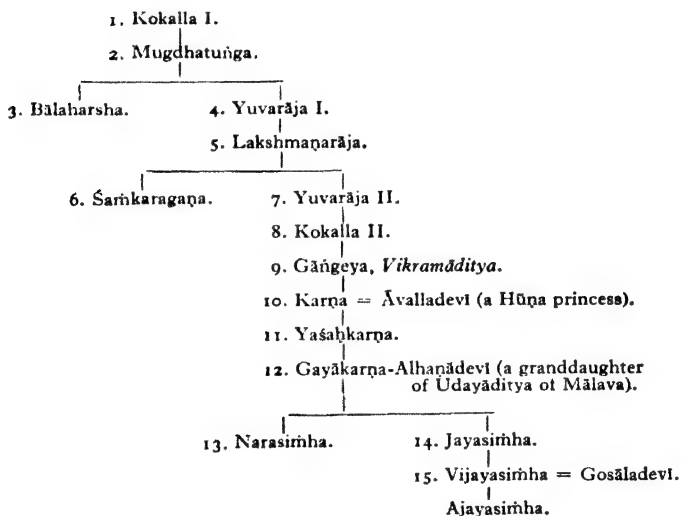 1. Kokalla I.
2. Mugdhatuṅga.
3. Bālaharsha. 4. Yuvarāja I.
5. Lakshmaṇarāja.
6. Śaṁkaragaṇa. 7. Yuvarāja II.
8. Kokalla II.
9. Gāṅgeya, Vikramāditya.
10. Karṇa = Āvalladevī (a Hūṇa princess).
11. Yaśaḥkarṇa.
12. Gayākarṇa-Alhaṇādevī (a granddaughter
of Udayāditya ot Mālava).
13. Narasiṁha. 14. Jayasiṁha.
15. Vijayasiṁha = Gosāladevī.
Ajayasiṁha.